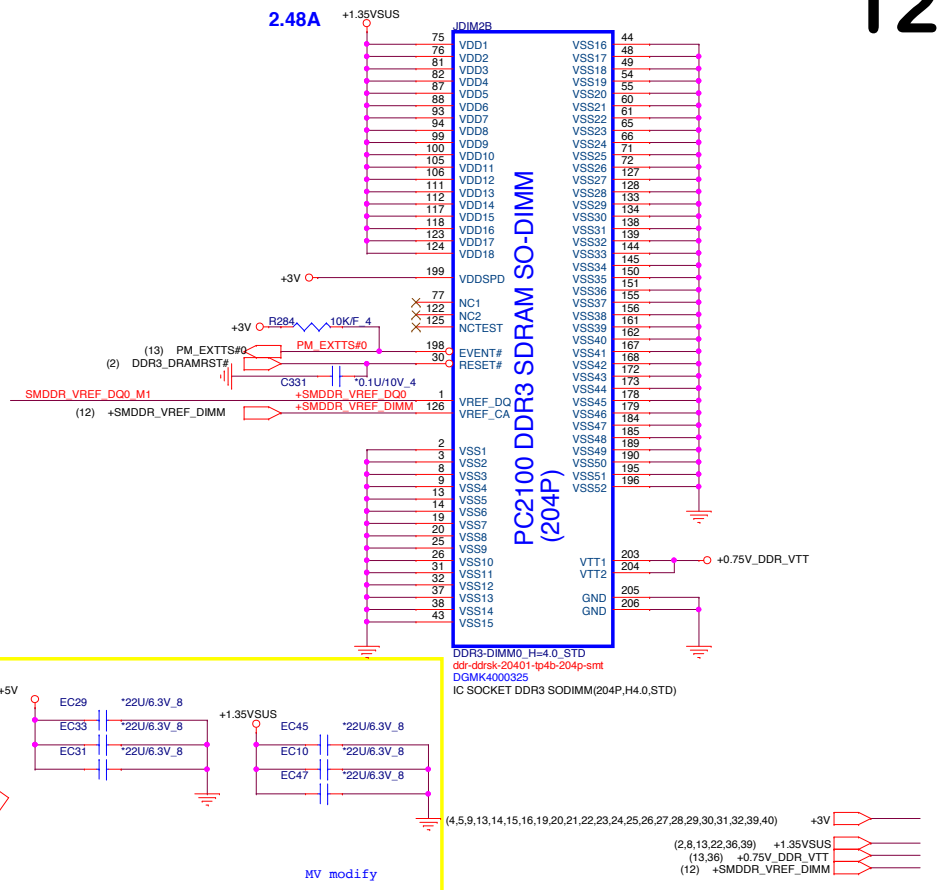 12
2.48A
+1.35VSUS
JDIM2B
75 VDD1 VSS16 44
76 VDD2 VSS17 48
81 VDD3 VSS18 49
82 VDD4 VSS19 54
87 VDD5 VSS20 55
88 VDD6 VSS21 60
93 VDD7 VSS22 61
94 VDD8 VSS23 65
99 VDD9 VSS24 66
100 VDD10 VSS25 71
105 VDD11 VSS26 72
106 VDD12 VSS27 127
111 VDD13 VSS28 128
112 VDD14 VSS29 133
117 VDD15 VSS30 134
118 VDD16 VSS31 138
123 VDD17 VSS32 139
124 VDD18 VSS33 144
VSS34 145
+3V 199 VDDSPD VSS35 150
VSS36 151
77 NC1 VSS37 155
122 NC2 VSS38 156
125 NCTEST VSS39 161
+3V R284 10K/F_4 VSS40 162
(13) PM_EXTTS#0 PM_EXTTS#0 198 EVENT# VSS41 167
(2) DDR3_DRAMRST# 30 RESET# VSS42 168
VSS43 172
C331 *0.1U/10V_4 VSS44 173
SMDDR_VREF_DQ0_M1 +SMDDR_VREF_DQ0 1 VREF_DQ VSS45 178
(12) +SMDDR_VREF_DIMM +SMDDR_VREF_DIMM 126 VREF_CA VSS46 179
VSS47 184
VSS48 185
2 VSS1 VSS49 189
3 VSS2 VSS50 190
8 VSS3 VSS51 195
9 VSS4 VSS52 196
13 VSS5
14 VSS6
19 VSS7
20 VSS8
25 VSS9
26 VSS10 VTT1 203 +0.75V_DDR_VTT
31 VSS11 VTT2 204
32 VSS12
37 VSS13 GND 205
38 VSS14 GND 206
43 VSS15
PC2100 DDR3 SDRAM SO-DIMM
(204P)
DDR3-DIMM0_H=4.0_STD
ddr-ddrsk-20401-tp4b-204p-smt
DGMK4000325
IC SOCKET DDR3 SODIMM(204P,H4.0,STD)
+5V
EC29 *22U/6.3V_8
EC33 *22U/6.3V_8
EC31 *22U/6.3V_8
+1.35VSUS
EC45 *22U/6.3V_8
EC10 *22U/6.3V_8
EC47 *22U/6.3V_8
MV modify
(4,5,9,13,14,15,16,19,20,21,22,23,24,25,26,27,28,29,30,31,32,39,40) +3V
(2,8,13,22,36,39) +1.35VSUS
(13,36) +0.75V_DDR_VTT
(12) +SMDDR_VREF_DIMM